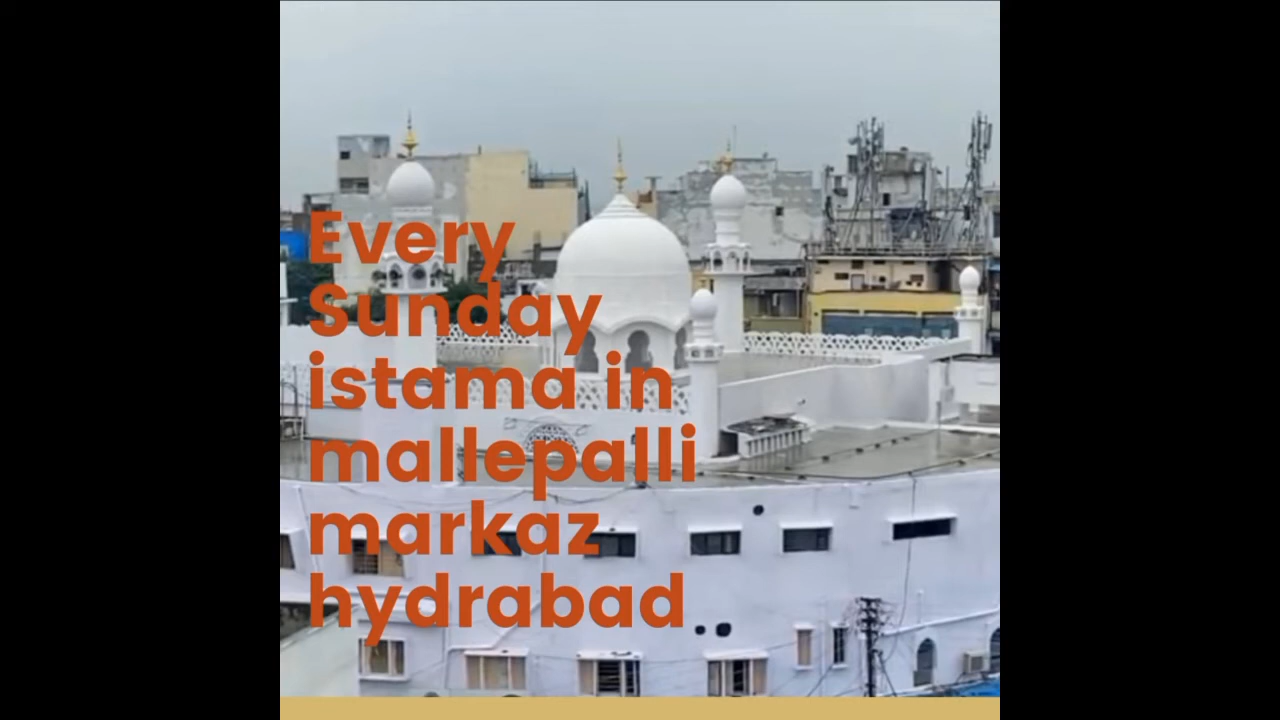 Every
Sunday
istama in
mallepalli
markaz
hydrabad